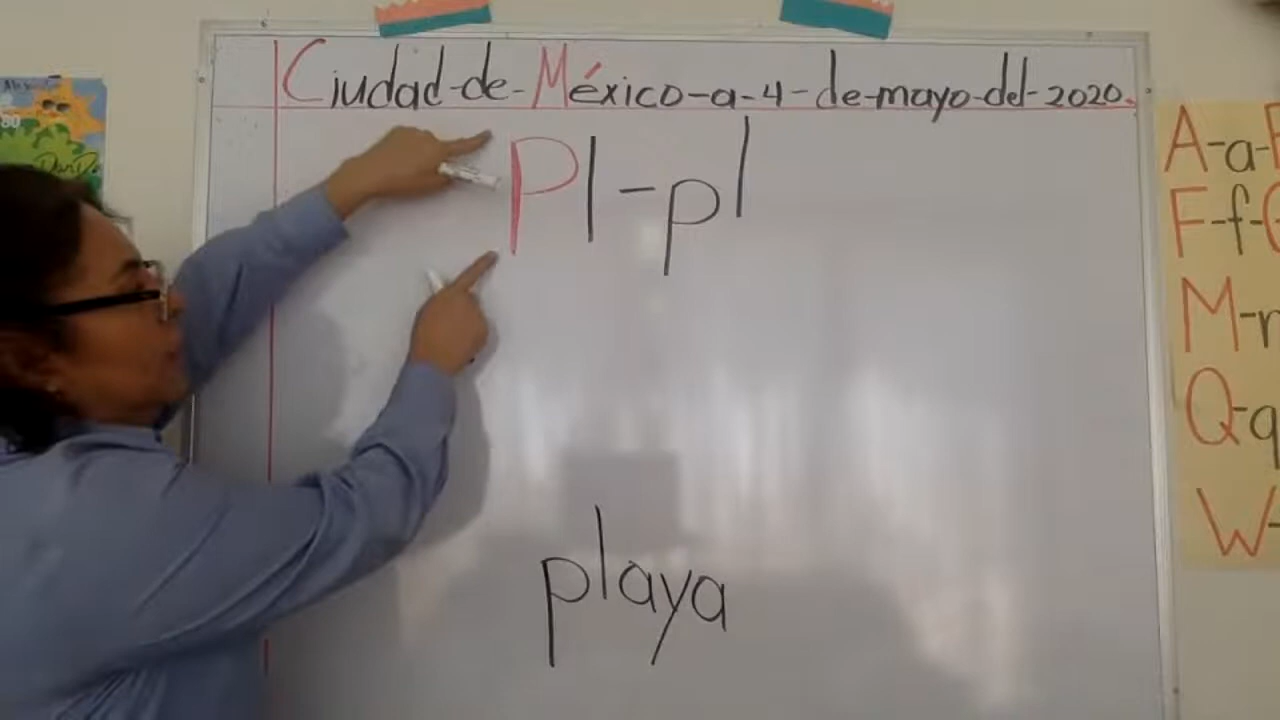 Ciudad-de-México-a-4-de-mayo-del-2020.
Pl-pl
playa
A-a-
F-f-
M-
Q-q
W-